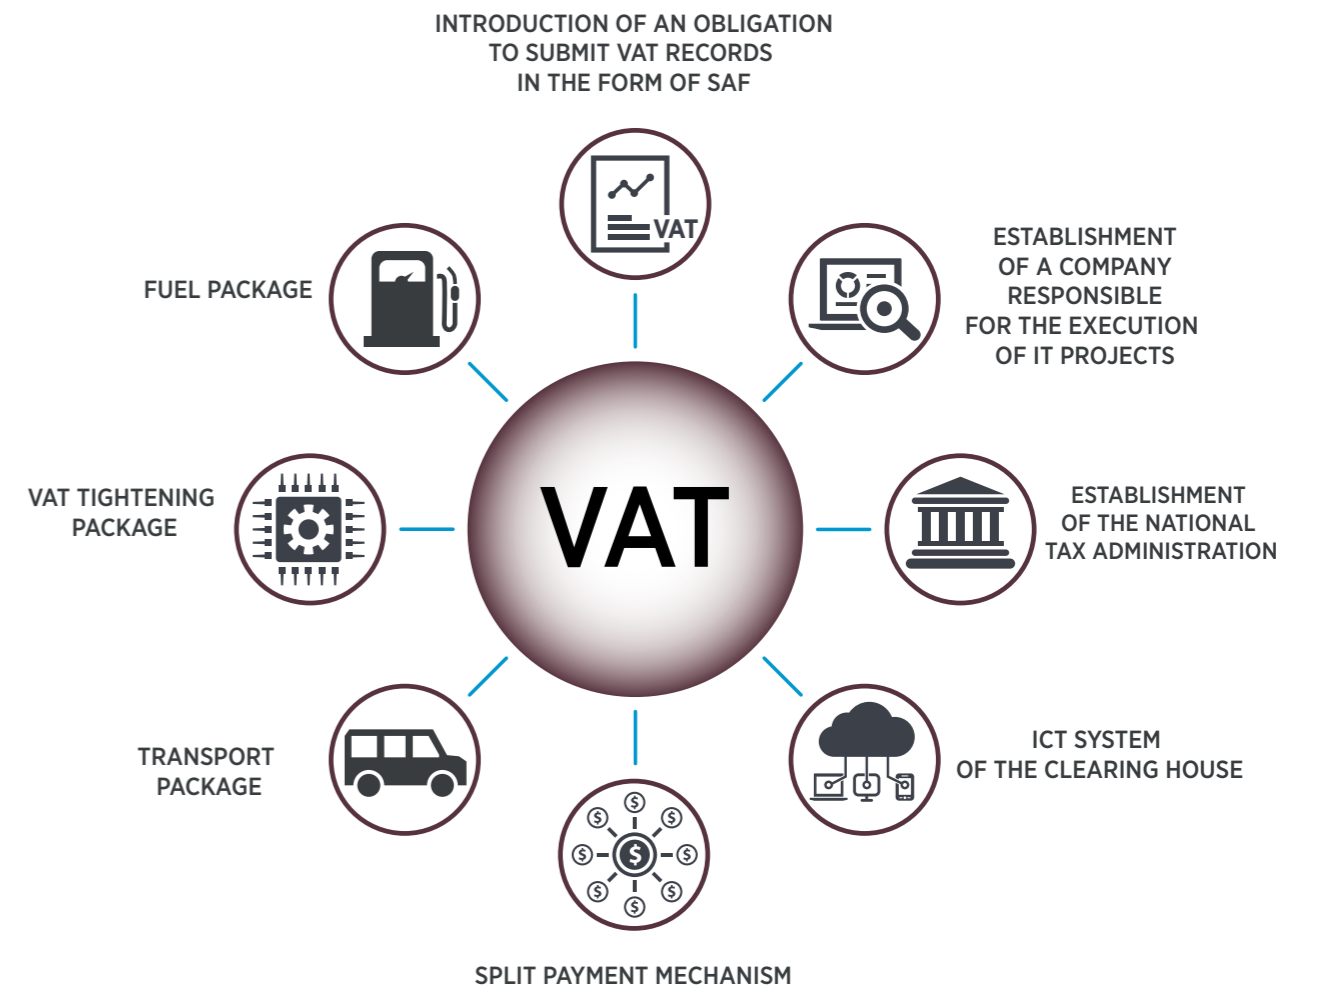 INTRODUCTION OF AN OBLIGATION
TO SUBMIT VAT RECORDS
IN THE FORM OF SAF
VAT
ESTABLISHMENT
OF A COMPANY
RESPONSIBLE
FOR THE EXECUTION
OF IT PROJECTS
FUEL PACKAGE
VAT TIGHTENING
PACKAGE
VAT
ESTABLISHMENT
OF THE NATIONAL
TAX ADMINISTRATION
TRANSPORT
PACKAGE
ICT SYSTEM
OF THE CLEARING HOUSE
$
$ $
$ $ $
$ $
$
SPLIT PAYMENT MECHANISM